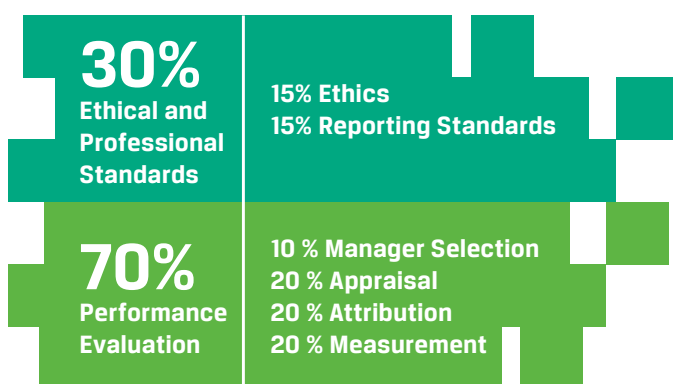 30%
Ethical and
Professional
Standards
15% Ethics
15% Reporting Standards
70%
Performance
Evaluation
10 % Manager Selection
20 % Appraisal
20 % Attribution
20 % Measurement